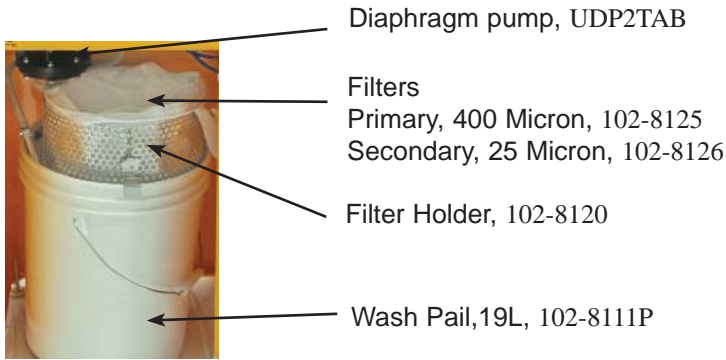 Diaphragm pump, UDP2TAB
Filters
Primary, 400 Micron, 102-8125
Secondary, 25 Micron, 102-8126
Filter Holder, 102-8120
Wash Pail,19L, 102-8111P